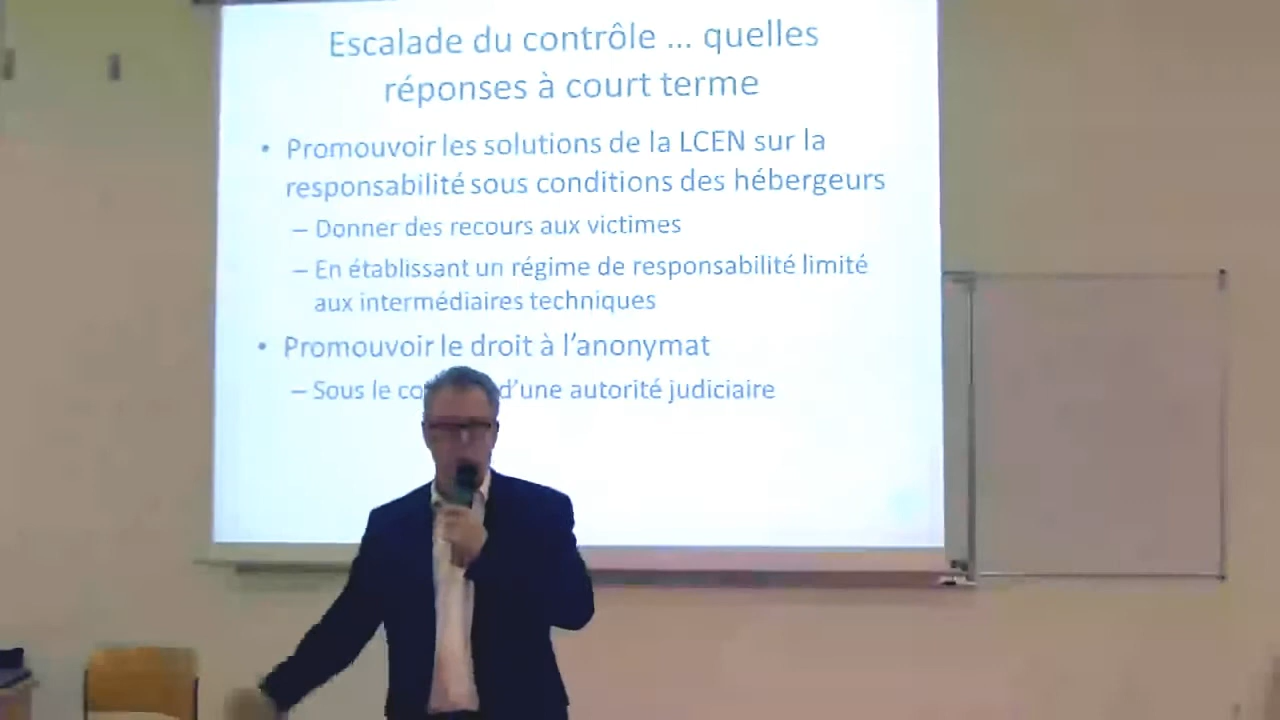 Escalade du contrôle ... quelles
réponses à court terme
• Promouvoir les solutions de la LCEN sur la
responsabilité sous conditions des hébergeurs
– Donner des recours aux victimes
– En établissant un régime de responsabilité limité
aux intermédiaires techniques
• Promouvoir le droit à l'anonymat
– Sous le d'une autorité judiciaire